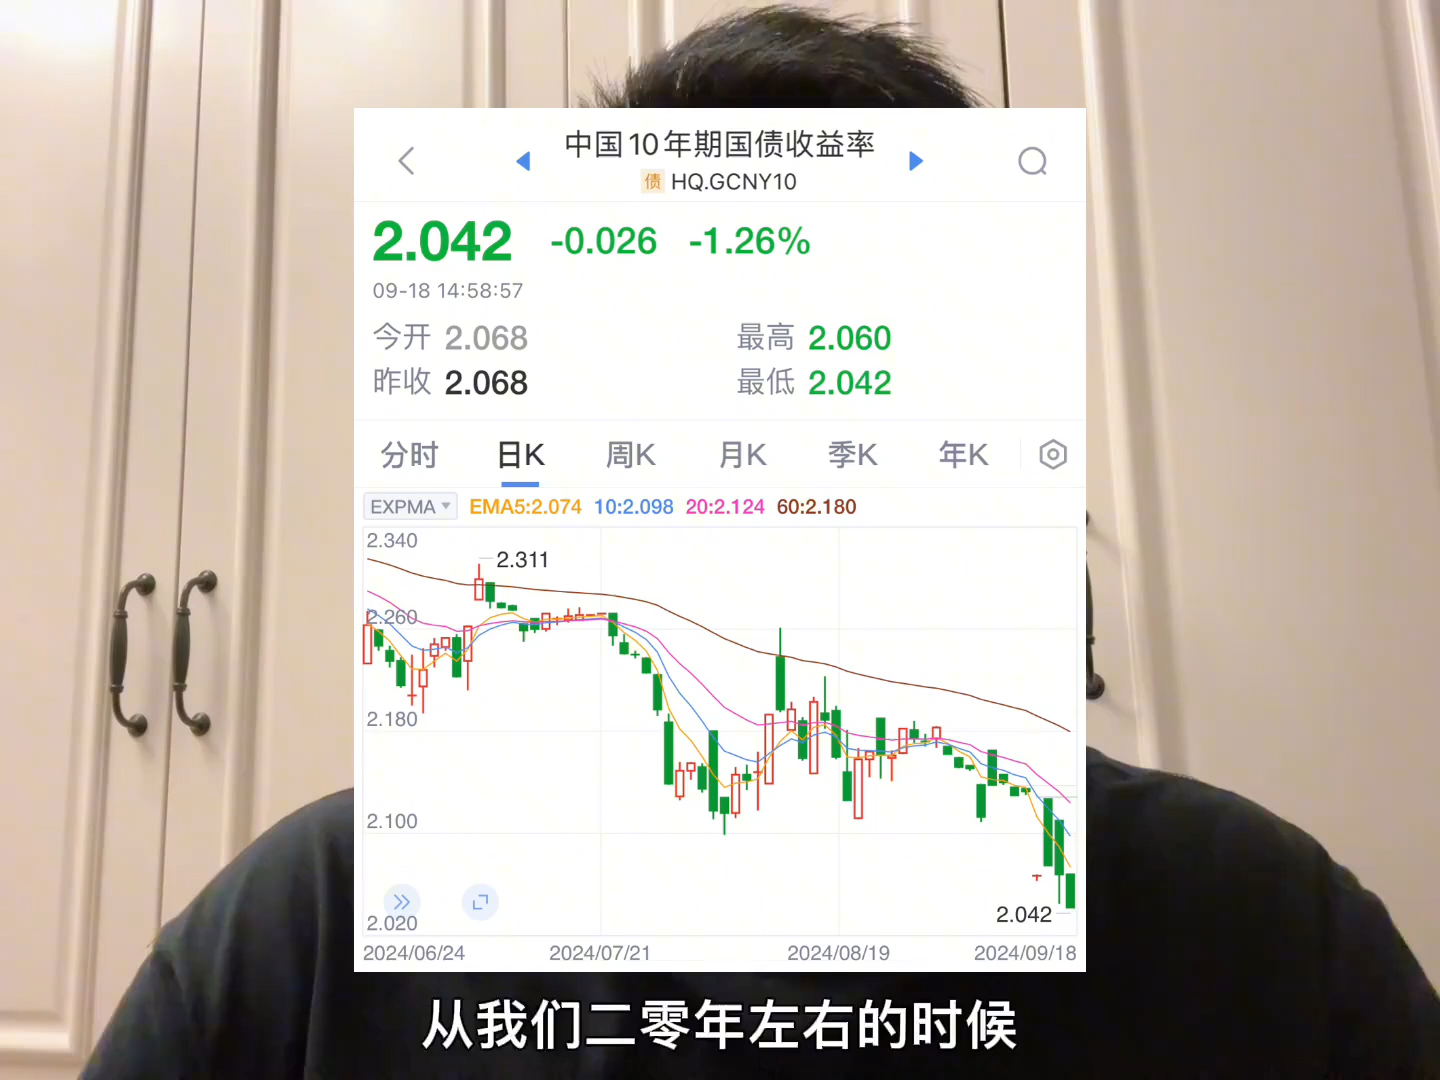 中国10年期国债收益率
债 HQ.GCNY10
2.042 -0.026 -1.26%
09-18 14:58:57
今开 2.068 最高 2.060
昨收 2.068 最低 2.042
分时 日K 周K 月K 季K 年K
EXPMA EMA5:2.074 10:2.098 20:2.124 60:2.180
2.340
2.311
2.260
2.180
2.100
2.042
2.020
2024/06/24 2024/07/21 2024/08/19 2024/09/18
从我们二零年左右的时候